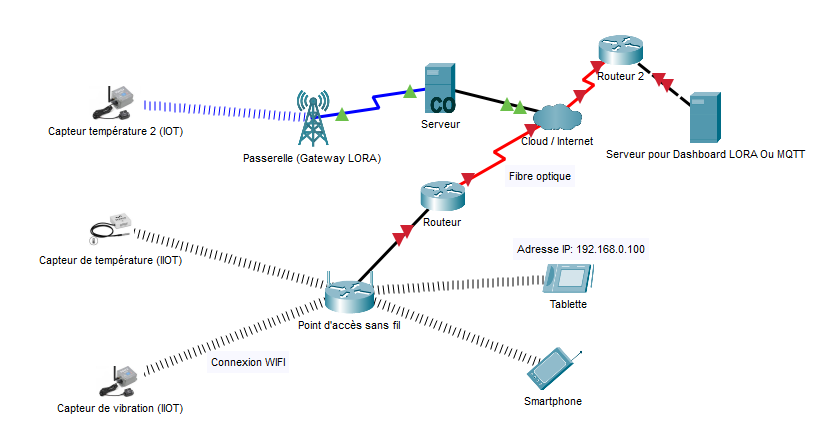 Routeur 2
Capteur température 2 (IOT)
CO
Serveur
Cloud / Internet
Passerelle (Gateway LORA)
Serveur pour Dashboard LORA Ou MQTT
Fibre optique
Routeur
Adresse IP: 192.168.0.100
Capteur de température (IIOT)
Tablette
Point d'accès sans fil
Connexion WIFI
Smartphone
Capteur de vibration (IIOT)